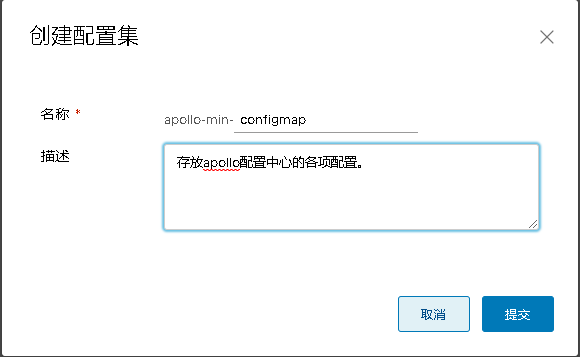 创建配置集
名称 *
apollo-min- configmap
描述
存放apollo配置中心的各项配置。
取消
提交